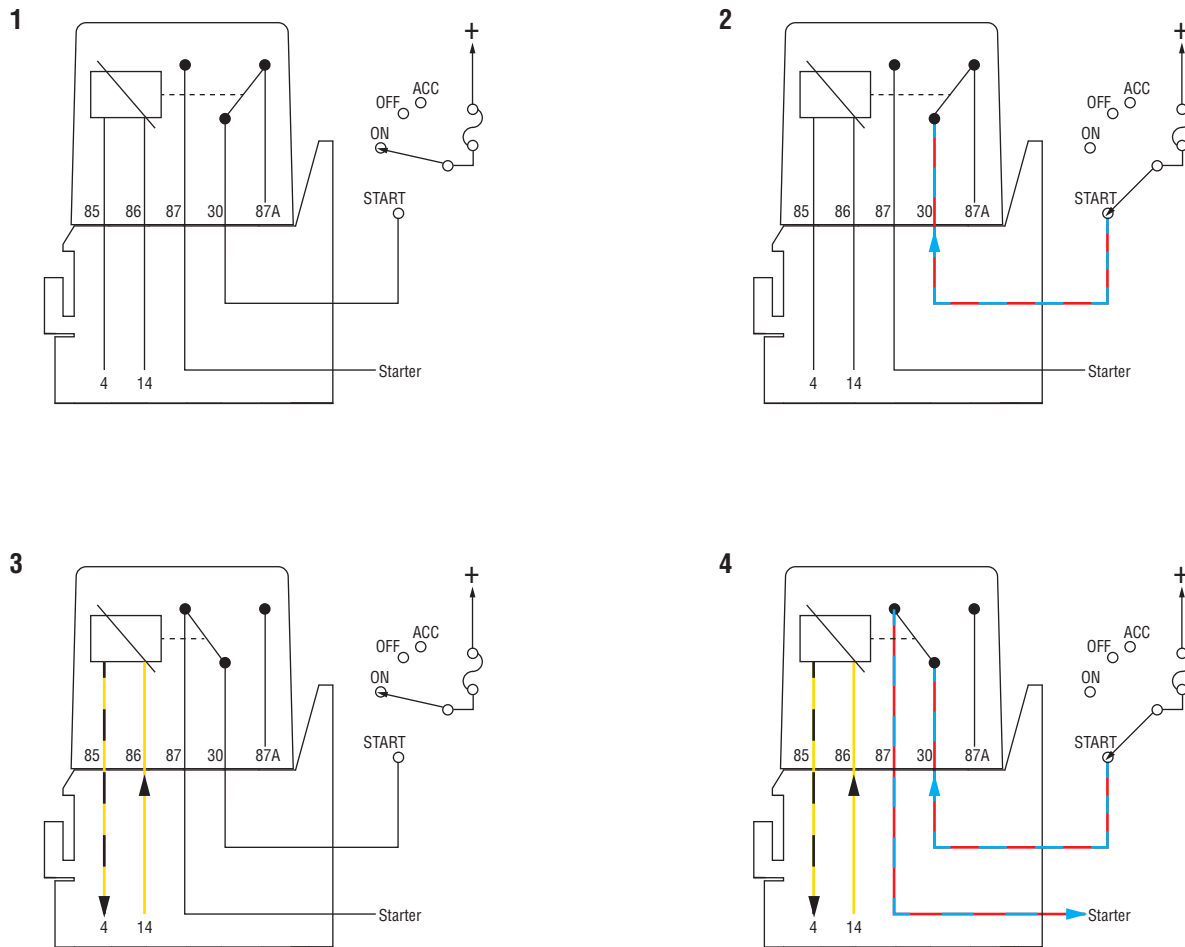 1
+
ACC
OFF
ON
START
85 86 87 30 87A
Starter
4 14
2
+
ACC
OFF
ON
START
85 86 87 30 87A
Starter
4 14
3
+
ACC
OFF
ON
START
85 86 87 30 87A
4 14 Starter
4
+
ACC
OFF
ON
START
85 86 87 30 87A
4 14 Starter